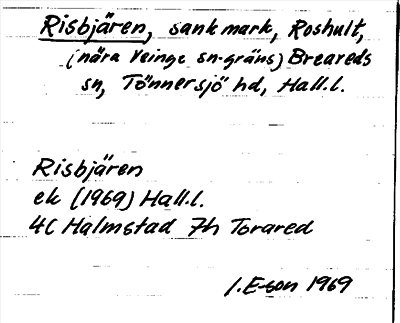 Risbjären, sank mark, Roshult,
(nära Veinge sn-gräns) Breareds
sn, Tönnersjö hd, Hall.l.
Risbjären
ek (1969) Hall.l.
4C Halmstad 7h Torared
I. E-son 1969